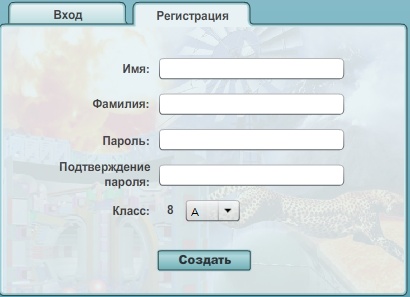 Вход
Регистрация
Имя:
Фамилия:
Пароль:
Подтверждение
пароля:
Класс: 8 А
Создать